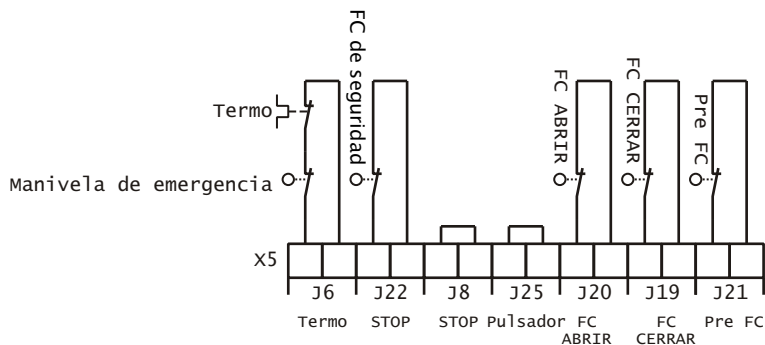 FC de seguridad
FC ABRIR
FC CERRAR
Pre FC
Termo
Manivela de emergencia
X5
J6 J22 J8 J25 J20 J19 J21
Termo STOP STOP Pulsador FC FC Pre FC
ABRIR CERRAR